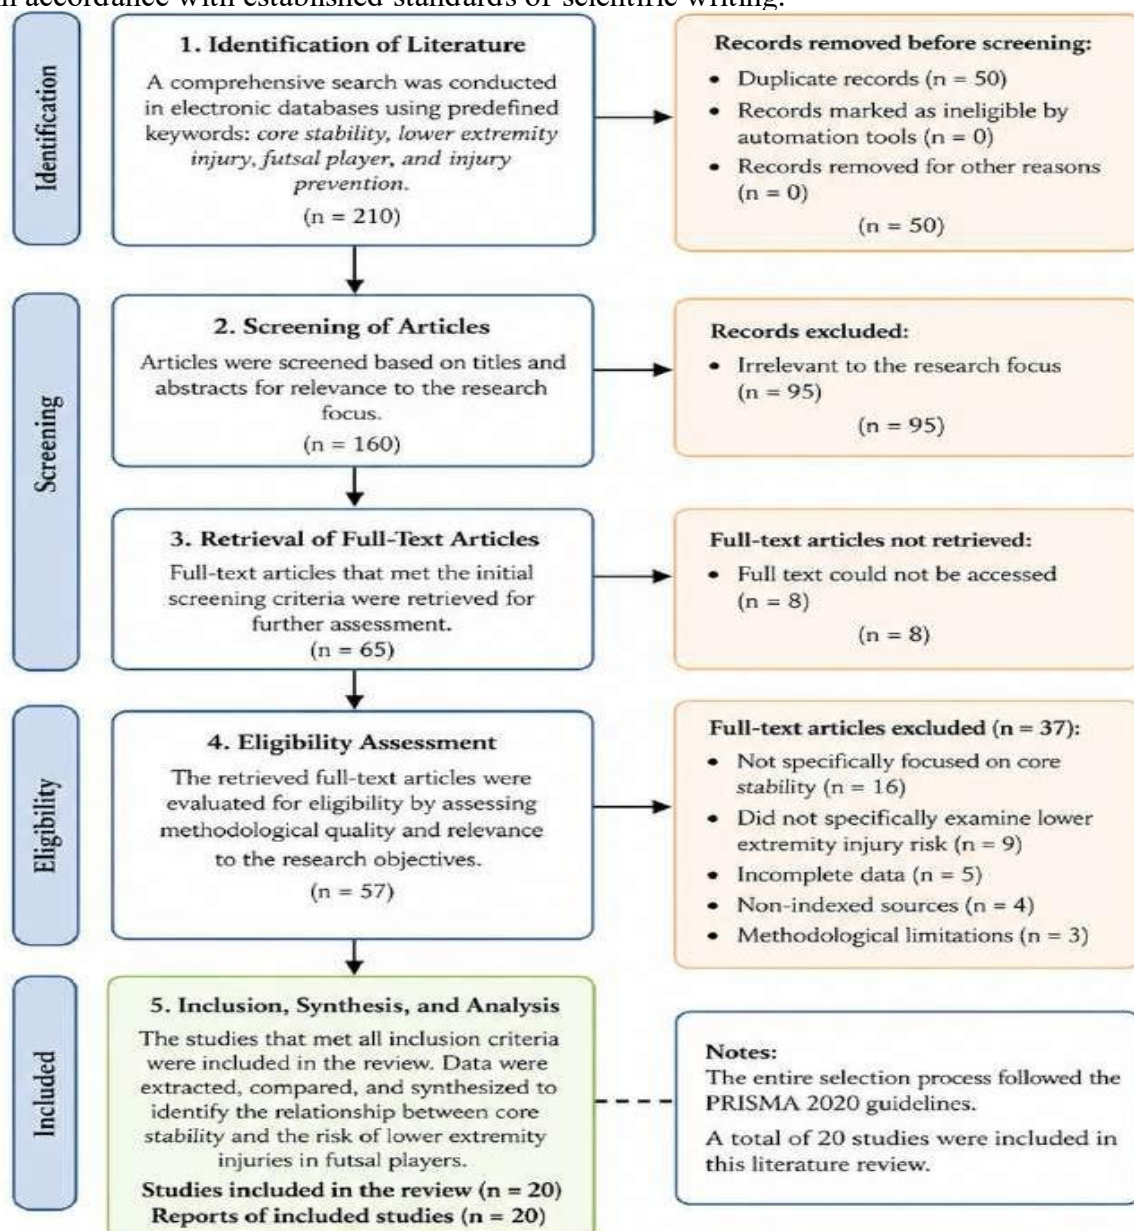 in accordance with established standards of scientific writing.
Identification
1. Identification of Literature
A comprehensive search was conducted
in electronic databases using predefined
keywords: core stability, lower extremity
injury, futsal player, and injury
prevention.
(n = 210)
Records removed before screening:
• Duplicate records (n = 50)
• Records marked as ineligible by
automation tools (n = 0)
• Records removed for other reasons
(n = 0)
(n = 50)
Screening
2. Screening of Articles
Articles were screened based on titles and
abstracts for relevance to the research
focus.
(n = 160)
Records excluded:
• Irrelevant to the research focus
(n = 95)
(n = 95)
3. Retrieval of Full-Text Articles
Full-text articles that met the initial
screening criteria were retrieved for
further assessment.
(n = 65)
Full-text articles not retrieved:
• Full text could not be accessed
(n = 8)
(n = 8)
Eligibility
4. Eligibility Assessment
The retrieved full-text articles were
evaluated for eligibility by assessing
methodological quality and relevance
to the research objectives.
(n = 57)
Full-text articles excluded (n = 37):
• Not specifically focused on core
stability (n = 16)
• Did not specifically examine lower
extremity injury risk (n = 9)
• Incomplete data (n = 5)
• Non-indexed sources (n = 4)
• Methodological limitations (n = 3)
Included
5. Inclusion, Synthesis, and Analysis
The studies that met all inclusion criteria
were included in the review. Data were
extracted, compared, and synthesized to
identify the relationship between core
stability and the risk of lower extremity
injuries in futsal players.
Studies included in the review (n = 20)
Reports of included studies (n = 20)
Notes:
The entire selection process followed the
PRISMA 2020 guidelines.
A total of 20 studies were included in
this literature review.